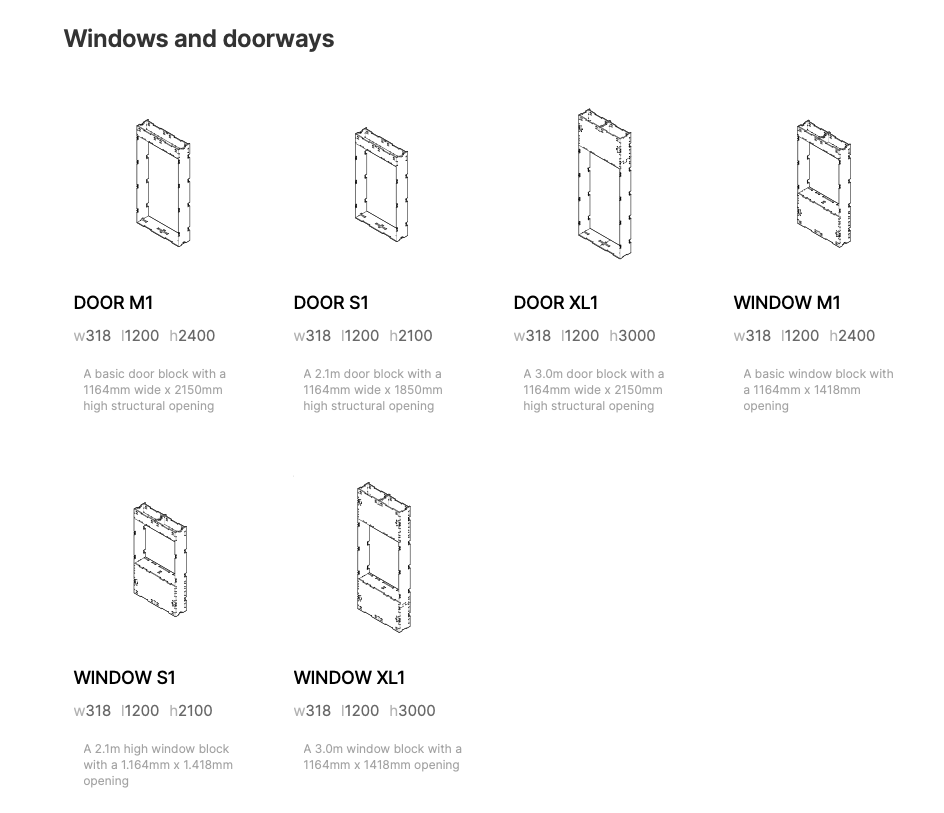 Windows and doorways
DOOR M1
w318 l1200 h2400
A basic door block with a
1164mm wide x 2150mm
high structural opening
DOOR S1
w318 l1200 h2100
A 2.1m door block with a
1164mm wide x 1850mm
high structural opening
DOOR XL1
w318 l1200 h3000
A 3.0m door block with a
1164mm wide x 2150mm
high structural opening
WINDOW M1
w318 l1200 h2400
A basic window block with
a 1164mm x 1418mm
opening
WINDOW S1
w318 l1200 h2100
A 2.1m high window block
with a 1.164mm x 1.418mm
opening
WINDOW XL1
w318 l1200 h3000
A 3.0m window block with a
1164mm x 1418mm opening